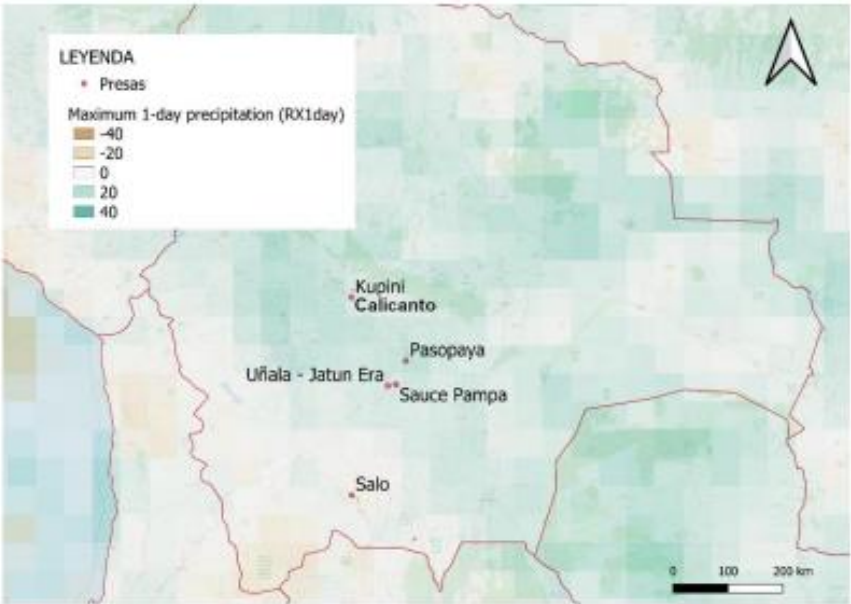 LEYENDA
Presas
Maximum 1-day precipitation (RX1day)
-40
-20
0
20
40
Kupini
Calicanto
Pasopaya
Uñala - Jatun Era
Sauce Pampa
Salo
0 100 200 km